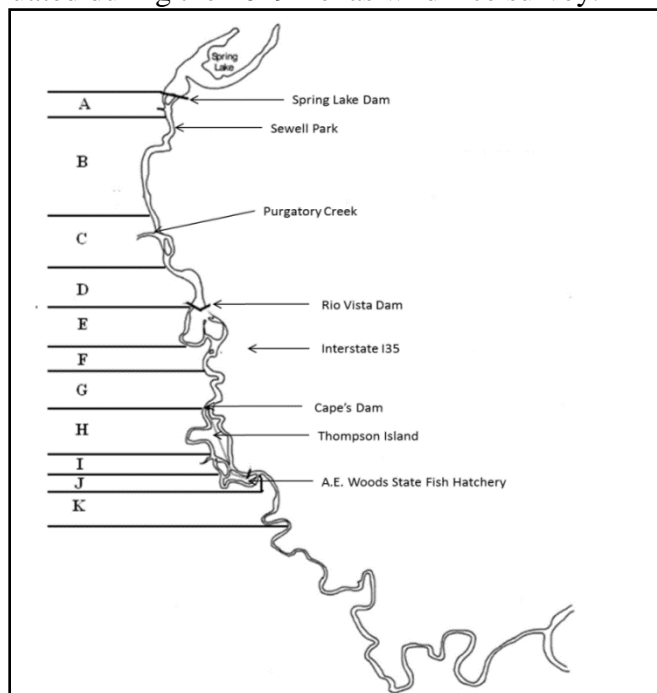 Spring
Lake
A
Spring Lake Dam
Sewell Park
B
Purgatory Creek
C
D
Rio Vista Dam
E
Interstate I35
F
G
Cape's Dam
H
Thompson Island
I
J
A.E. Woods State Fish Hatchery
K